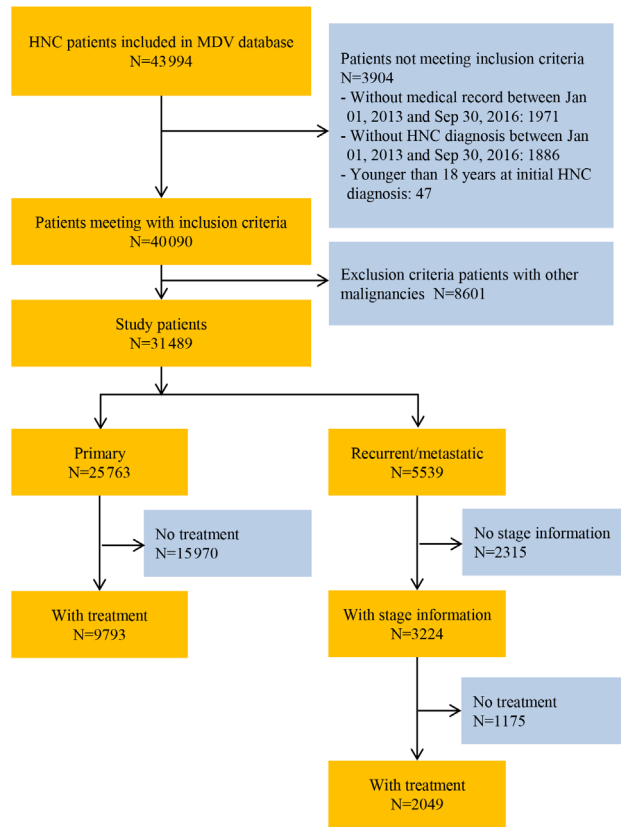 HNC patients included in MDV database
N=43994
Patients not meeting inclusion criteria
N=3904
- Without medical record between Jan
01, 2013 and Sep 30, 2016: 1971
- Without HNC diagnosis between Jan
01, 2013 and Sep 30, 2016: 1886
- Younger than 18 years at initial HNC
diagnosis: 47
Patients meeting with inclusion criteria
N=40090
Exclusion criteria patients with other
malignancies N=8601
Study patients
N=31489
Primary
N=25763
Recurrent/metastatic
N=5539
No treatment
N=15970
No stage information
N=2315
With treatment
N=9793
With stage information
N=3224
No treatment
N=1175
With treatment
N=2049